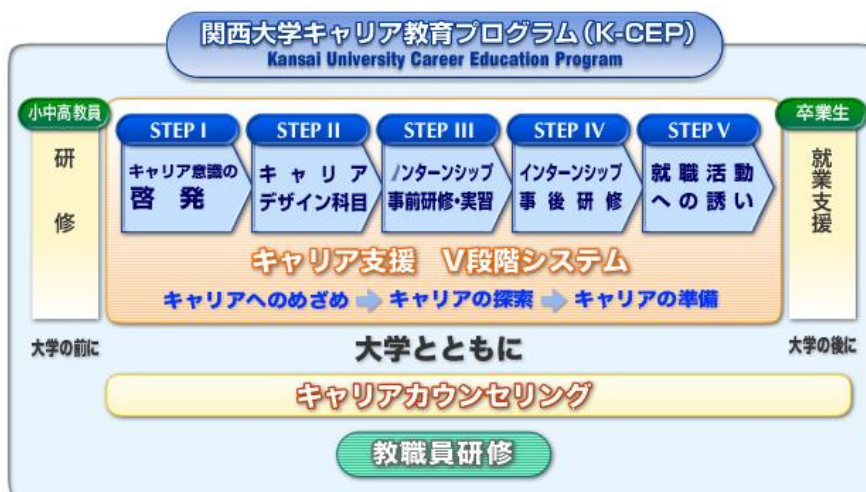 関西大学キャリア教育プログラム(K-CEP)
Kansai University Career Education Program
小中高教員
研修
大学の前に
STEP I
キャリア意識の
啓発
STEP II
キャリア
デザイン科目
STEP III
ンターンシップ
事前研修・実習
STEP IV
インターンシップ
事後研修
STEP V
就職活動
への誘い
キャリア支援 V段階システム
キャリアへのめざめ → キャリアの探索 → キャリアの準備
卒業生
就業支援
大学の後に
大学とともに
キャリアカウンセリング
教職員研修